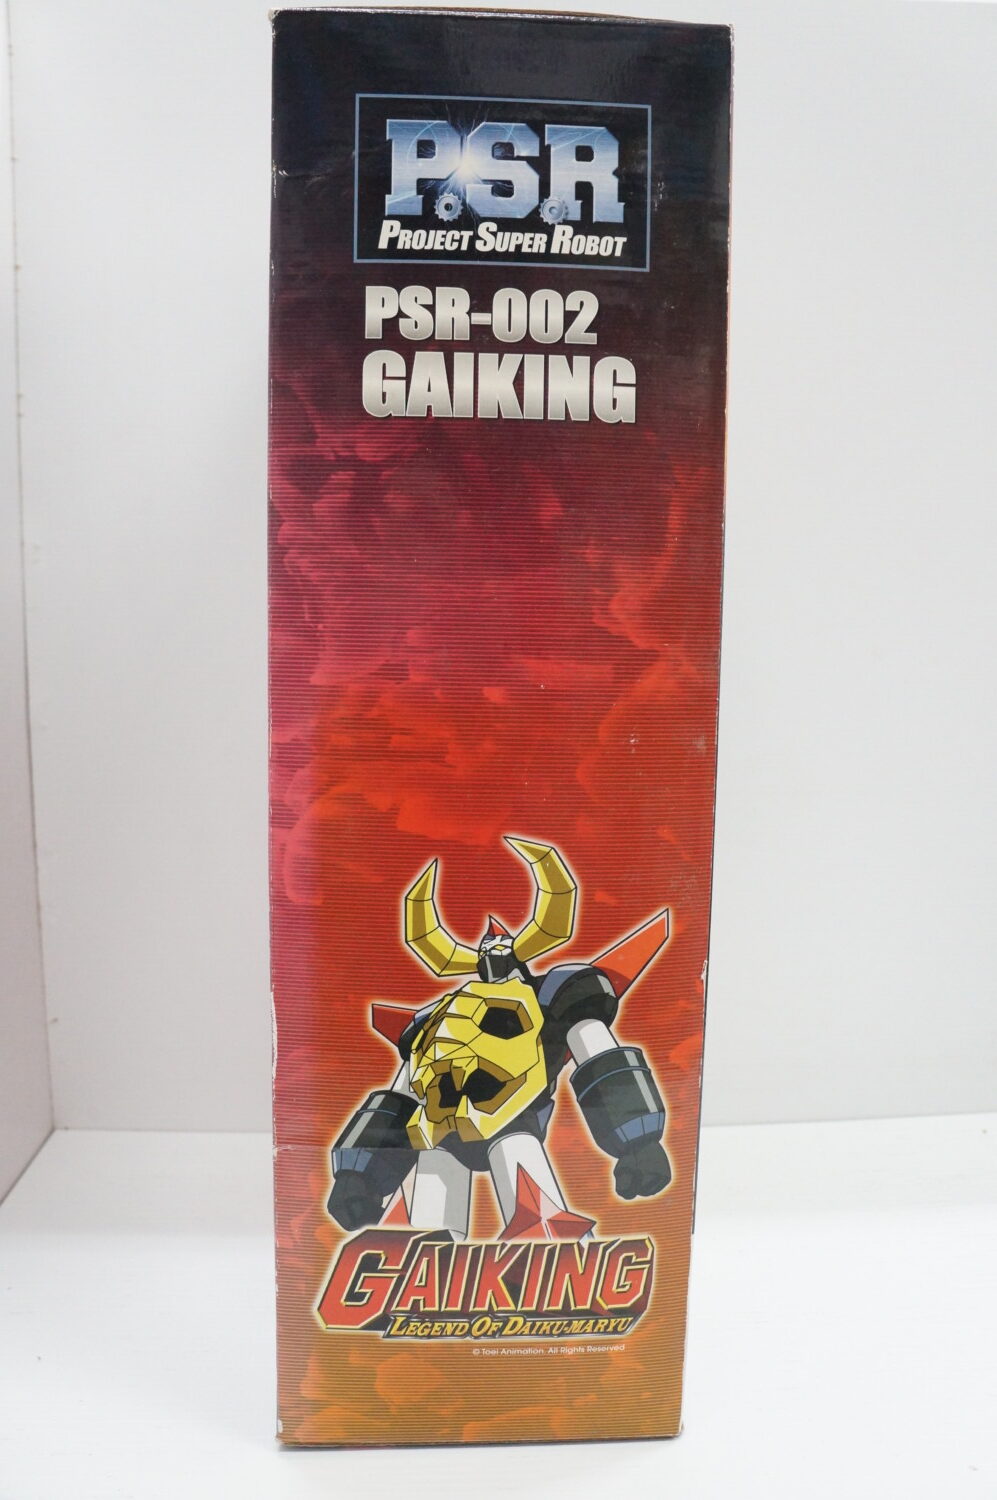 P.S.R
PROJECT SUPER ROBOT
PSR-002
GAIKING
GAIKING
LEGEND OF DAIKU-MARYU
© Toei Animation. All Rights Reserved